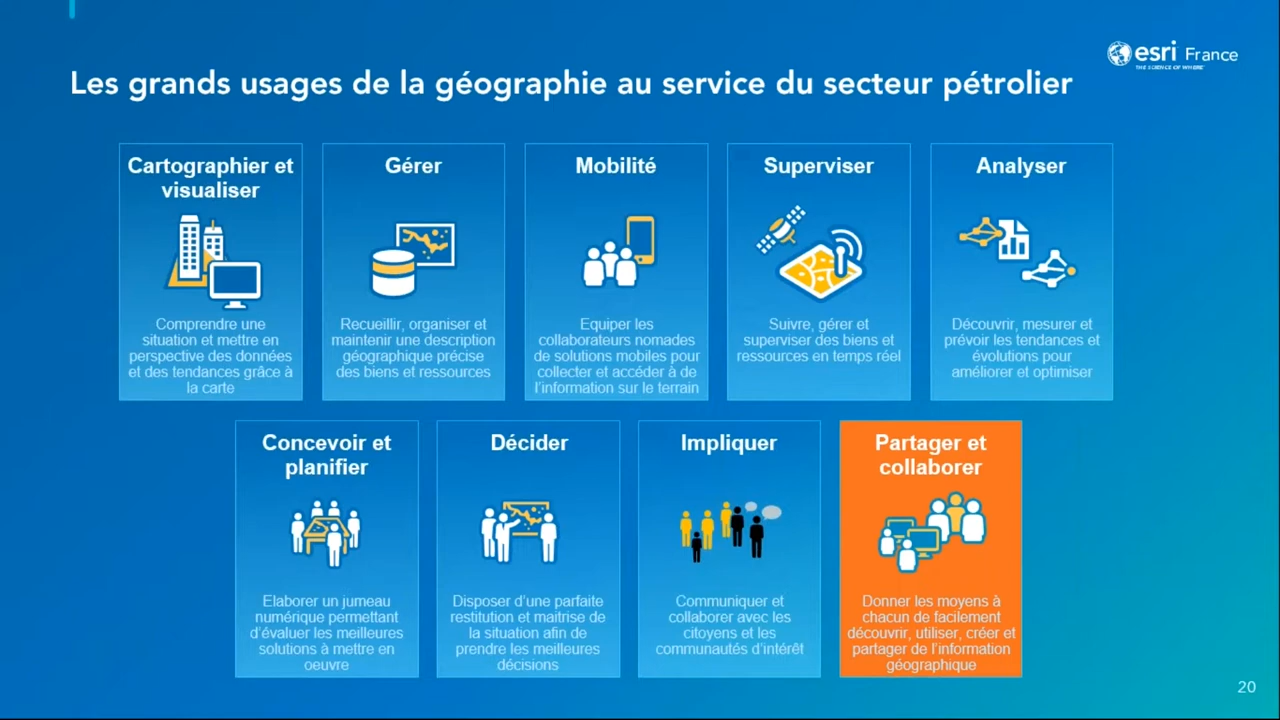 esri France
THE SCIENCE OF WHERE
Les grands usages de la géographie au service du secteur pétrolier
Cartographier et
visualiser
Comprendre une
situation et mettre en
perspective des données
et des tendances grâce à
la carte
Gérer
Recueillir, organiser et
maintenir une description
géographique précise
des biens et ressources
Mobilité
Equiper les
collaborateurs nomades
de solutions mobiles pour
collecter et accéder à de
l'information sur le terrain
Superviser
Suivre, gérer et
superviser des biens et
ressources en temps réel
Analyser
Découvrir, mesurer et
prévoir les tendances et
évolutions pour
améliorer et optimiser
Concevoir et
planifier
Elaborer un jumeau
numérique permettant
d'évaluer les meilleures
solutions à mettre en
oeuvre
Décider
Disposer d'une parfaite
restitution et maitrise de
la situation afin de
prendre les meilleures
décisions
Impliquer
Communiquer et
collaborer avec les
citoyens et les
communautés d'intérêt
Partager et
collaborer
Donner les moyens à
chacun de facilement
découvrir, utiliser, créer et
partager de l'information
géographique
20